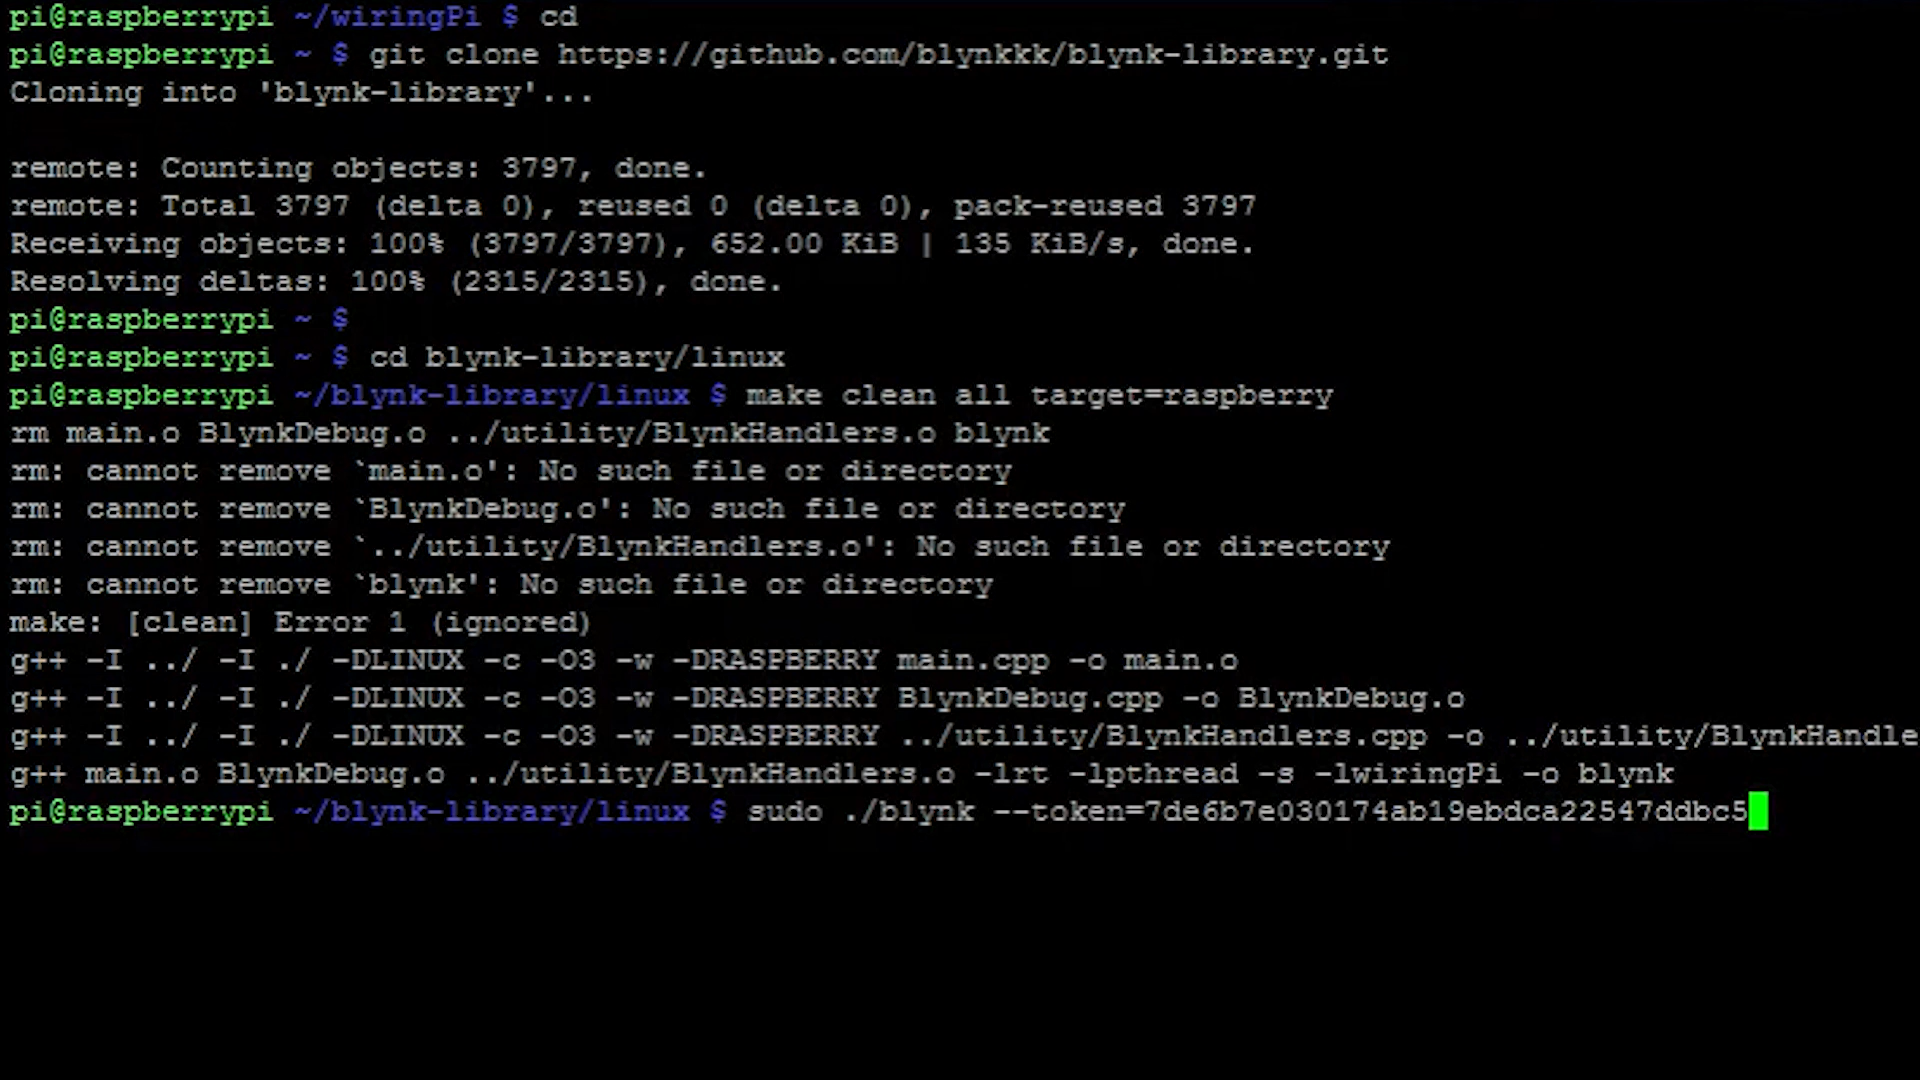 pi@raspberrypi ~/wiringPi $ cd
pi@raspberrypi ~ $ git clone https://github.com/blynkkk/blynk-library.git
Cloning into 'blynk-library'...
remote: Counting objects: 3797, done.
remote: Total 3797 (delta 0), reused 0 (delta 0), pack-reused 3797
Receiving objects: 100% (3797/3797), 652.00 KiB | 135 KiB/s, done.
Resolving deltas: 100% (2315/2315), done.
pi@raspberrypi ~ $
pi@raspberrypi ~ $ cd blynk-library/linux
pi@raspberrypi ~/blynk-library/linux $ make clean all target=raspberry
rm main.o BlynkDebug.o ../utility/BlynkHandlers.o blynk
rm: cannot remove `main.o': No such file or directory
rm: cannot remove `BlynkDebug.o': No such file or directory
rm: cannot remove `../utility/BlynkHandlers.o': No such file or directory
rm: cannot remove `blynk': No such file or directory
make: [clean] Error 1 (ignored)
g++ -I ../ -I ./ -DLINUX -c -O3 -w -DRASPBERRY main.cpp -o main.o
g++ -I ../ -I ./ -DLINUX -c -O3 -w -DRASPBERRY BlynkDebug.cpp -o BlynkDebug.o
g++ -I ../ -I ./ -DLINUX -c -O3 -w -DRASPBERRY ../utility/BlynkHandlers.cpp -o ../utility/BlynkHandle
g++ main.o BlynkDebug.o ../utility/BlynkHandlers.o -lrt -lpthread -s -lwiringPi -o blynk
pi@raspberrypi ~/blynk-library/linux $ sudo ./blynk --token=7de6b7e030174ab19ebdca22547ddbc5